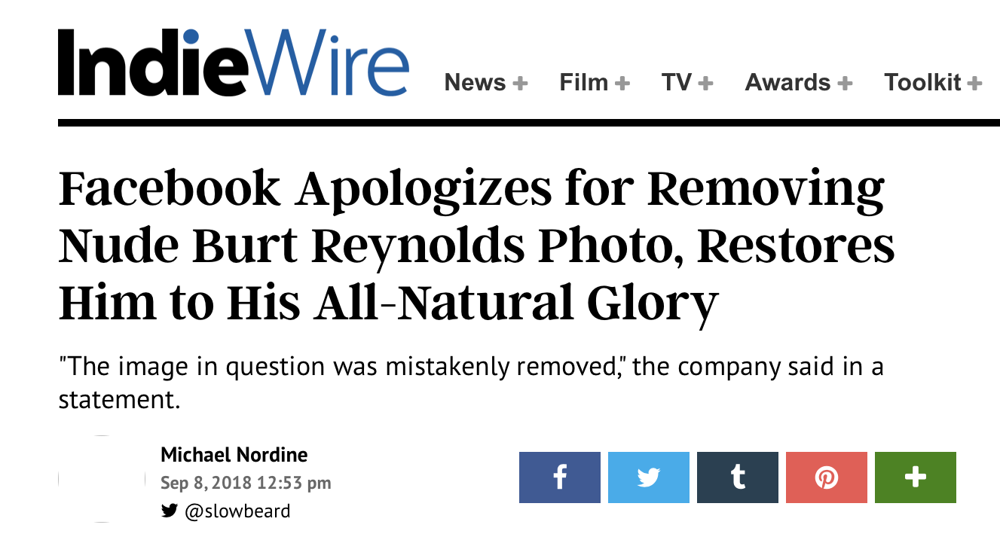 IndieWire
News + Film + TV + Awards + Toolkit +
Facebook Apologizes for Removing
Nude Burt Reynolds Photo, Restores
Him to His All-Natural Glory
"The image in question was mistakenly removed," the company said in a
statement.
Michael Nordine
Sep 8, 2018 12:53 pm
@slowbeard